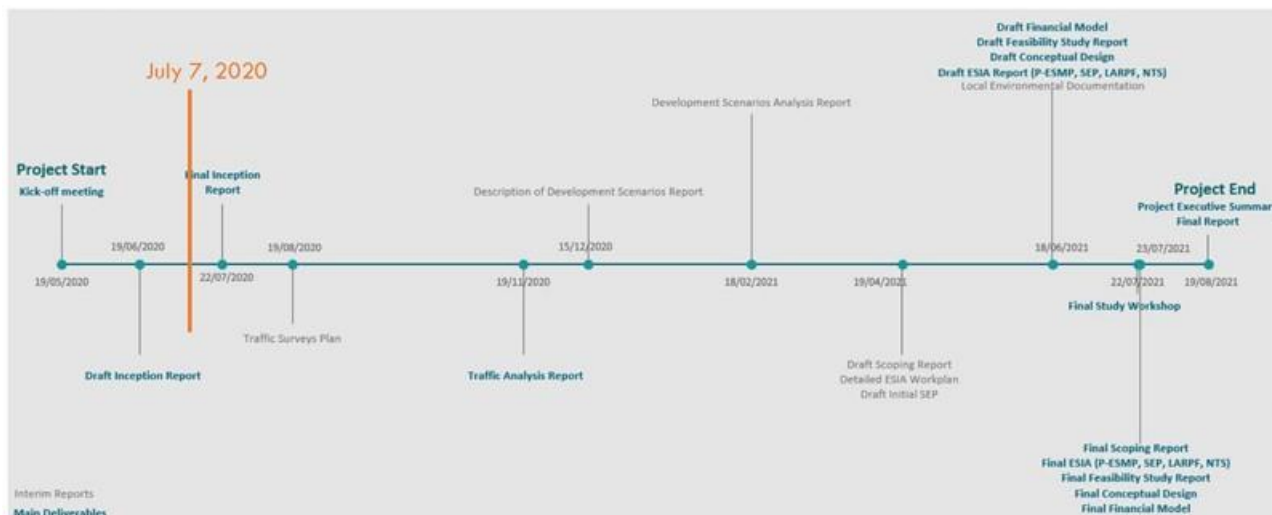 Draft Financial Model
Draft Feasibility Study Report
Draft Conceptual Design
Draft ESIA Report (P-ESMP, SEP, LARPF, NTS)
Local Environmental Documentation
July 7, 2020
Development Scenarios Analysis Report
Project Start
Kick-off meeting
Final Inception
Report
Description of Development Scenarios Report
Project End
Project Executive Summar
Final Report
19/06/2020
19/08/2020
15/12/2020
18/06/2021
23/07/2021
19/05/2020
22/07/2020
19/11/2020
18/02/2021
19/04/2021
22/07/2021
19/08/2021
Final Study Workshop
Traffic Surveys Plan
Draft Inception Report
Traffic Analysis Report
Draft Scoping Report
Detailed ESIA Workplan
Draft Initial SEP
Final Scoping Report
Final ESIA (P-ESMP, SEP, LARPF, NTS)
Final Feasibility Study Report
Final Conceptual Design
Final Financial Model
Interim Reports
Main Deliverables